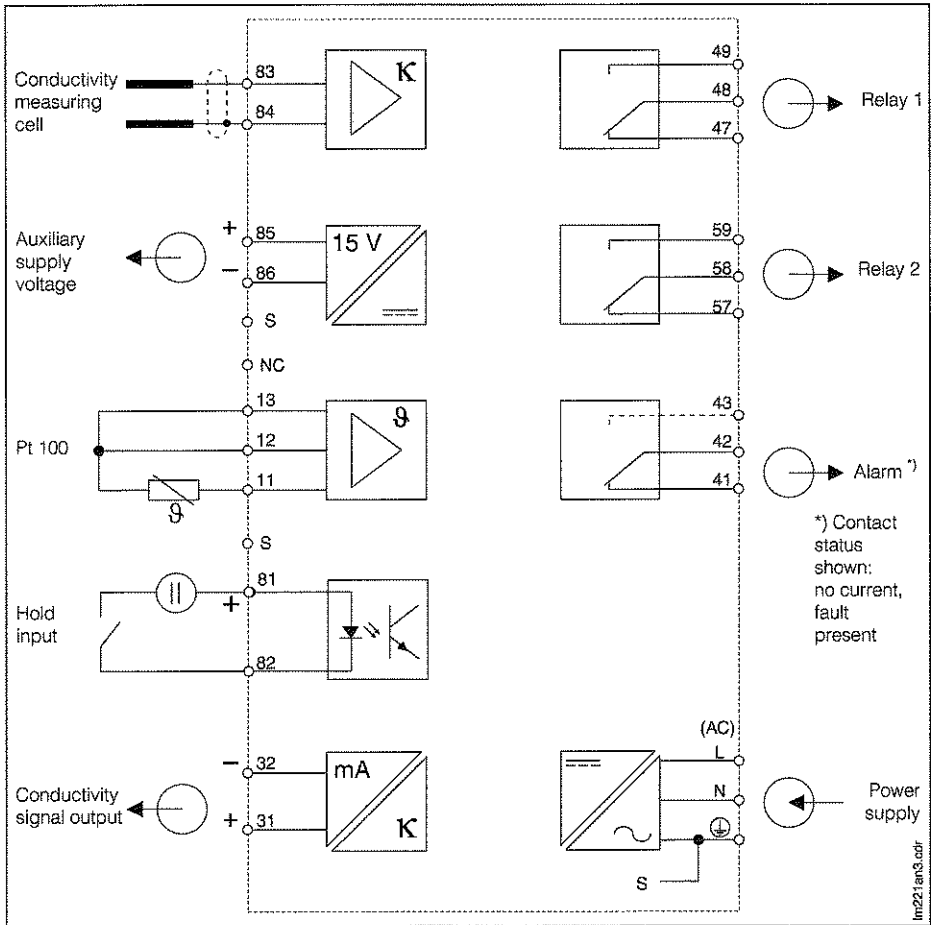 Conductivity
measuring
cell
83
84
κ
49
48
47
Relay 1
Auxiliary
supply
voltage
+
85
−
86
15 V
S
NC
59
58
57
Relay 2
Pt 100
13
12
11
ϑ
ϑ
S
43
42
41
Alarm *)
*) Contact
status
shown:
no current,
fault
present
Hold
input
81
+
82
Conductivity
signal output
−
32
+
31
mA
κ
(AC)
L
N
S
Power
supply
lm221an3.cdr